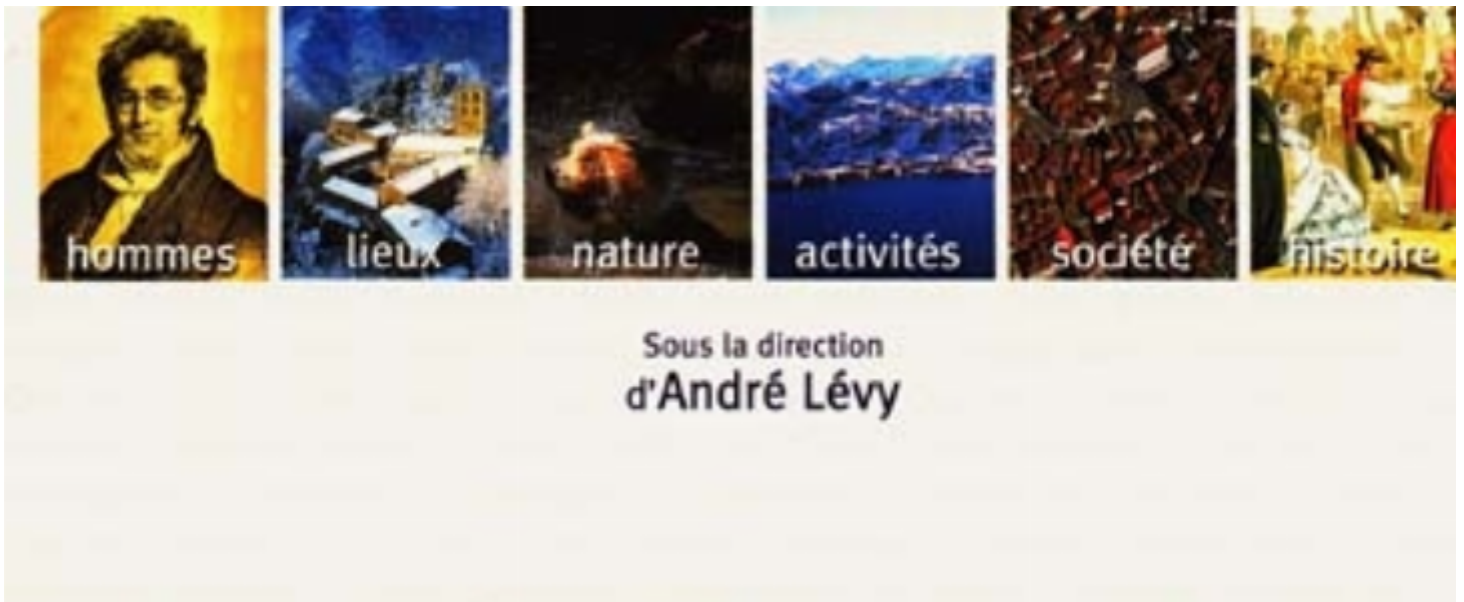 hommes lieux nature activités société histoire
Sous la direction
d'André Lévy